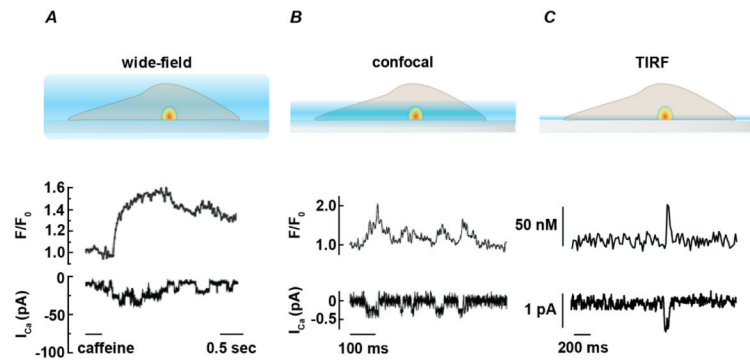 A
B
C
wide-field
confocal
TIRF
F/F0
1.6
1.4
1.2
1.0
ICa (pA)
0
-50
-100
caffeine
0.5 sec
F/F0
2.0
1.0
ICa (pA)
0
-0.5
100 ms
50 nM
1 pA
200 ms